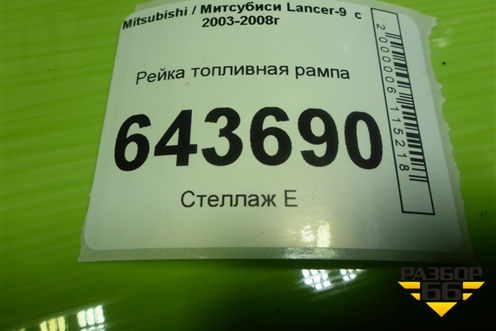 Mitsubishi / Митсубиси Lancer-9 с
2003-2008г
Рейка топливная рампа
643690
Стеллаж Е
2000006115218
РАЗБОР
66